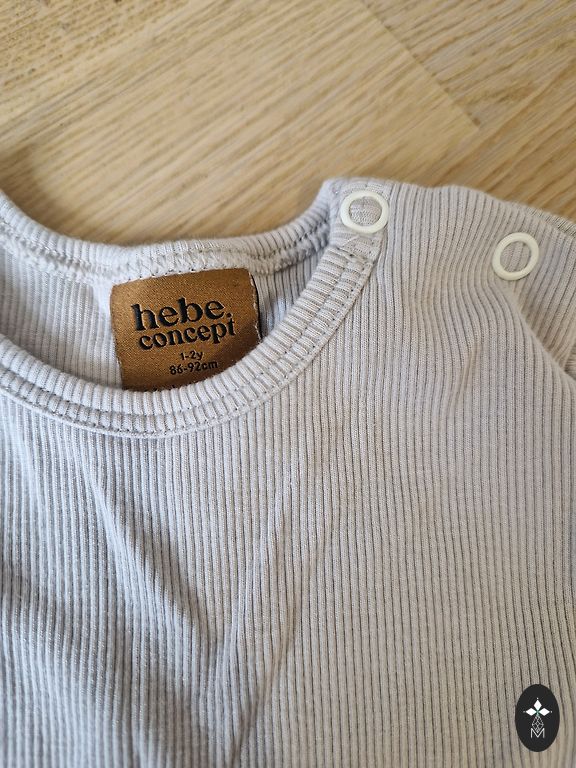 hebe.
concept
1-2y
86-92cm
M